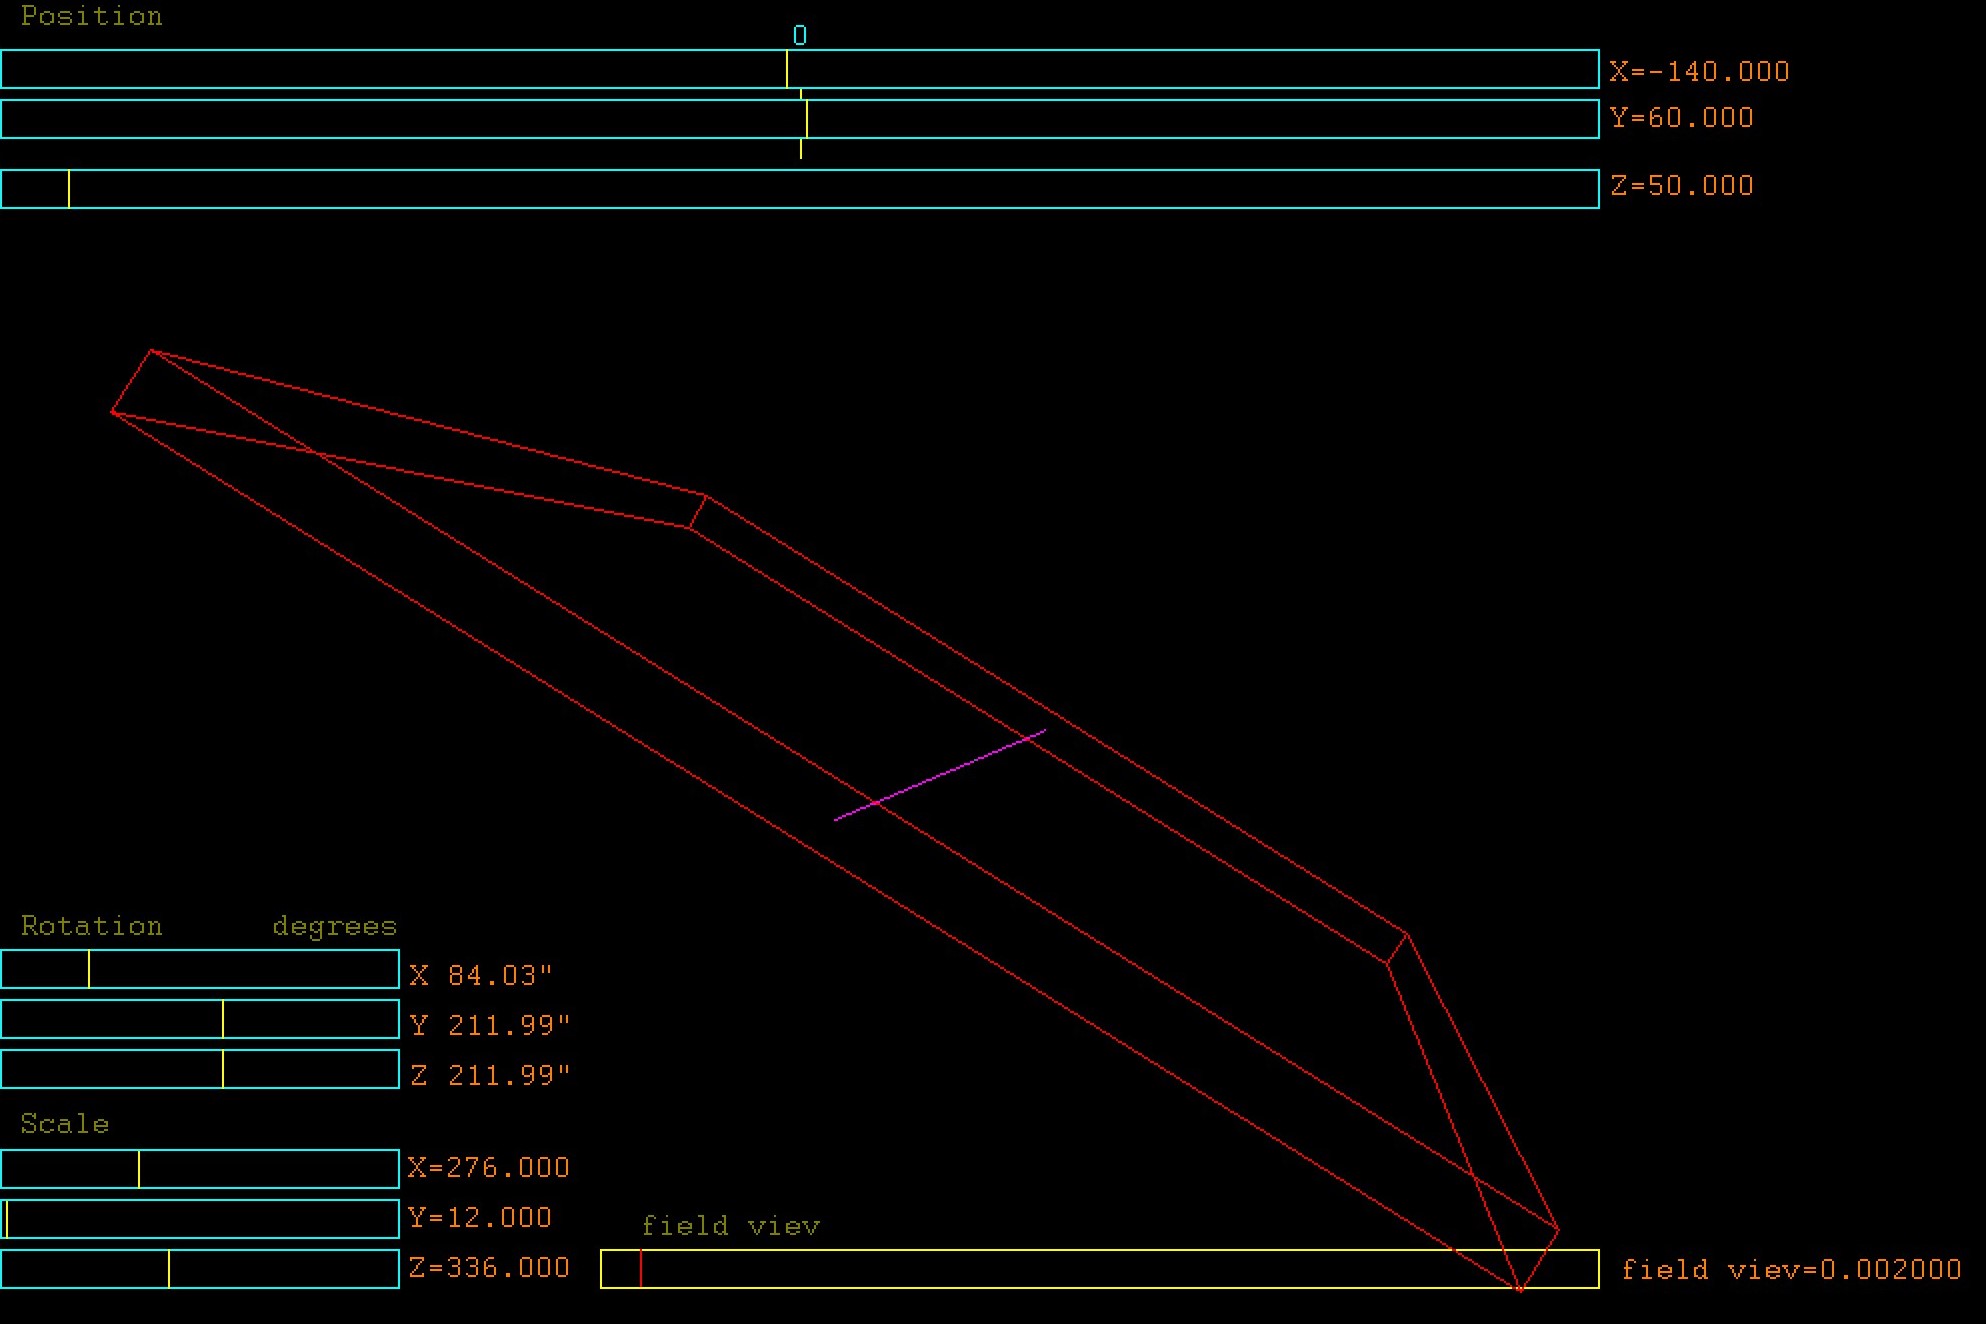 Position
0
X=-140.000
Y=60.000
Z=50.000
Rotation degrees
X 84.03"
Y 211.99"
Z 211.99"
Scale
X=276.000
Y=12.000
Z=336.000
field viev
field viev=0.002000